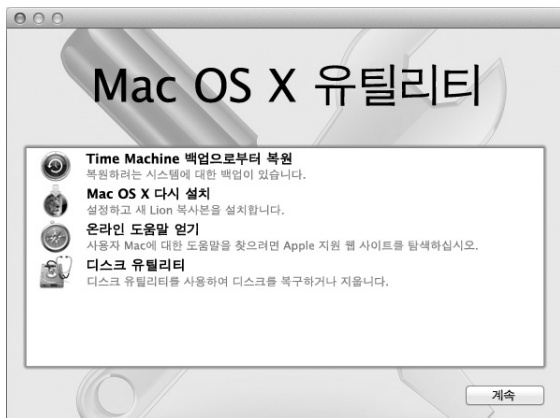 Mac OS X 유틸리티
Time Machine 백업으로부터 복원
복원하려는 시스템에 대한 백업이 있습니다.
Mac OS X 다시 설치
설정하고 새 Lion 복사본을 설치합니다.
온라인 도움말 얻기
사용자 Mac에 대한 도움말을 찾으려면 Apple 지원 웹 사이트를 탐색하십시오.
디스크 유틸리티
디스크 유틸리티를 사용하여 디스크를 복구하거나 지웁니다.
계속